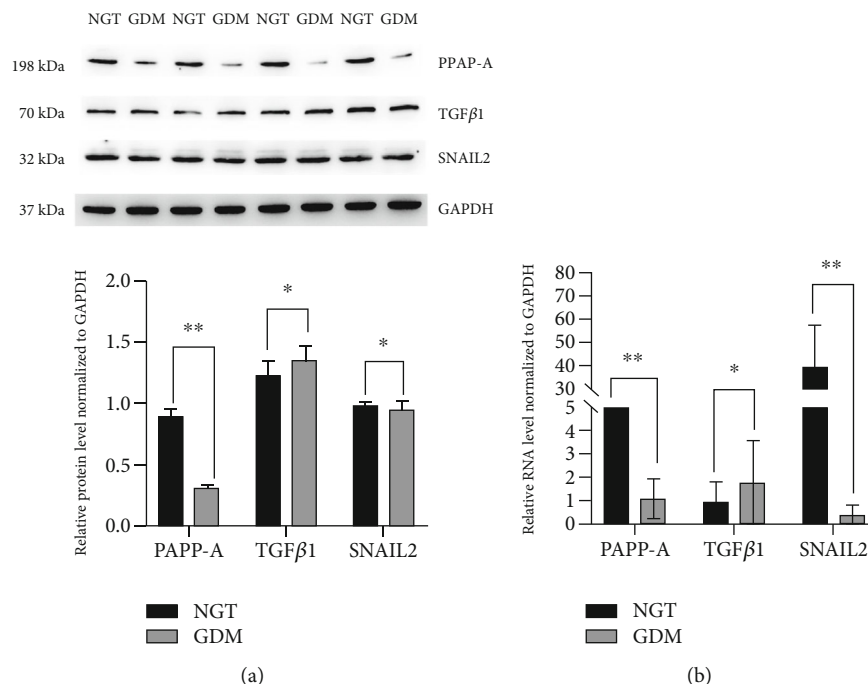 NGT GDM NGT GDM NGT GDM NGT GDM
198 kDa PPAP-A
70 kDa TGFβ1
32 kDa SNAIL2
37 kDa GAPDH
Relative protein level normalized to GAPDH
2.0
1.5
1.0
0.5
0.0
**
*
*
PAPP-A TGFβ1 SNAIL2
NGT
GDM
(a)
Relative RNA level normalized to GAPDH
80
70
60
50
40
30
5
4
3
2
1
0
**
*
**
PAPP-A TGFβ1 SNAIL2
NGT
GDM
(b)